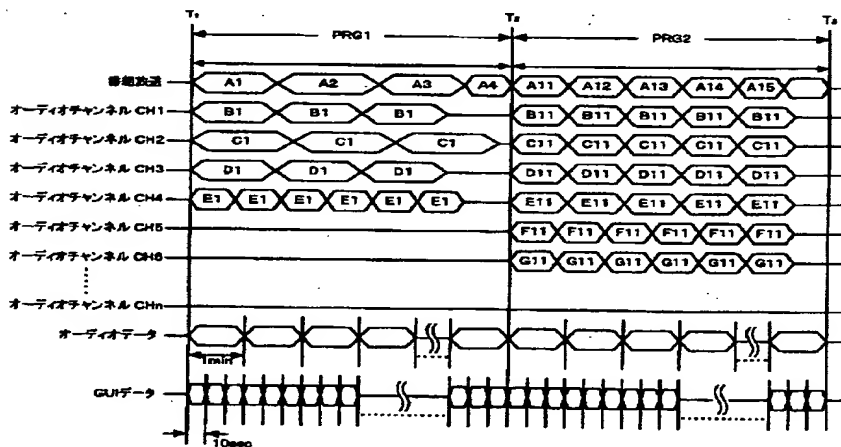 T₁ T₂ T₃
PRG1 PRG2
番組放送 A1 A2 A3 A4 A11 A12 A13 A14 A15
オーディオチャンネル CH1 B1 B1 B1 B11 B11 B11 B11 B11
オーディオチャンネル CH2 C1 C1 C1 C11 C11 C11 C11 C11
オーディオチャンネル CH3 D1 D1 D1 D11 D11 D11 D11 D11
オーディオチャンネル CH4 E1 E1 E1 E1 E1 E1 E11 E11 E11 E11 E11
オーディオチャンネル CH5 F11 F11 F11 F11 F11 F11
オーディオチャンネル CH6 G11 G11 G11 G11 G11 G11
オーディオチャンネル CHn
オーディオデータ
1min
GUIデータ
10sec